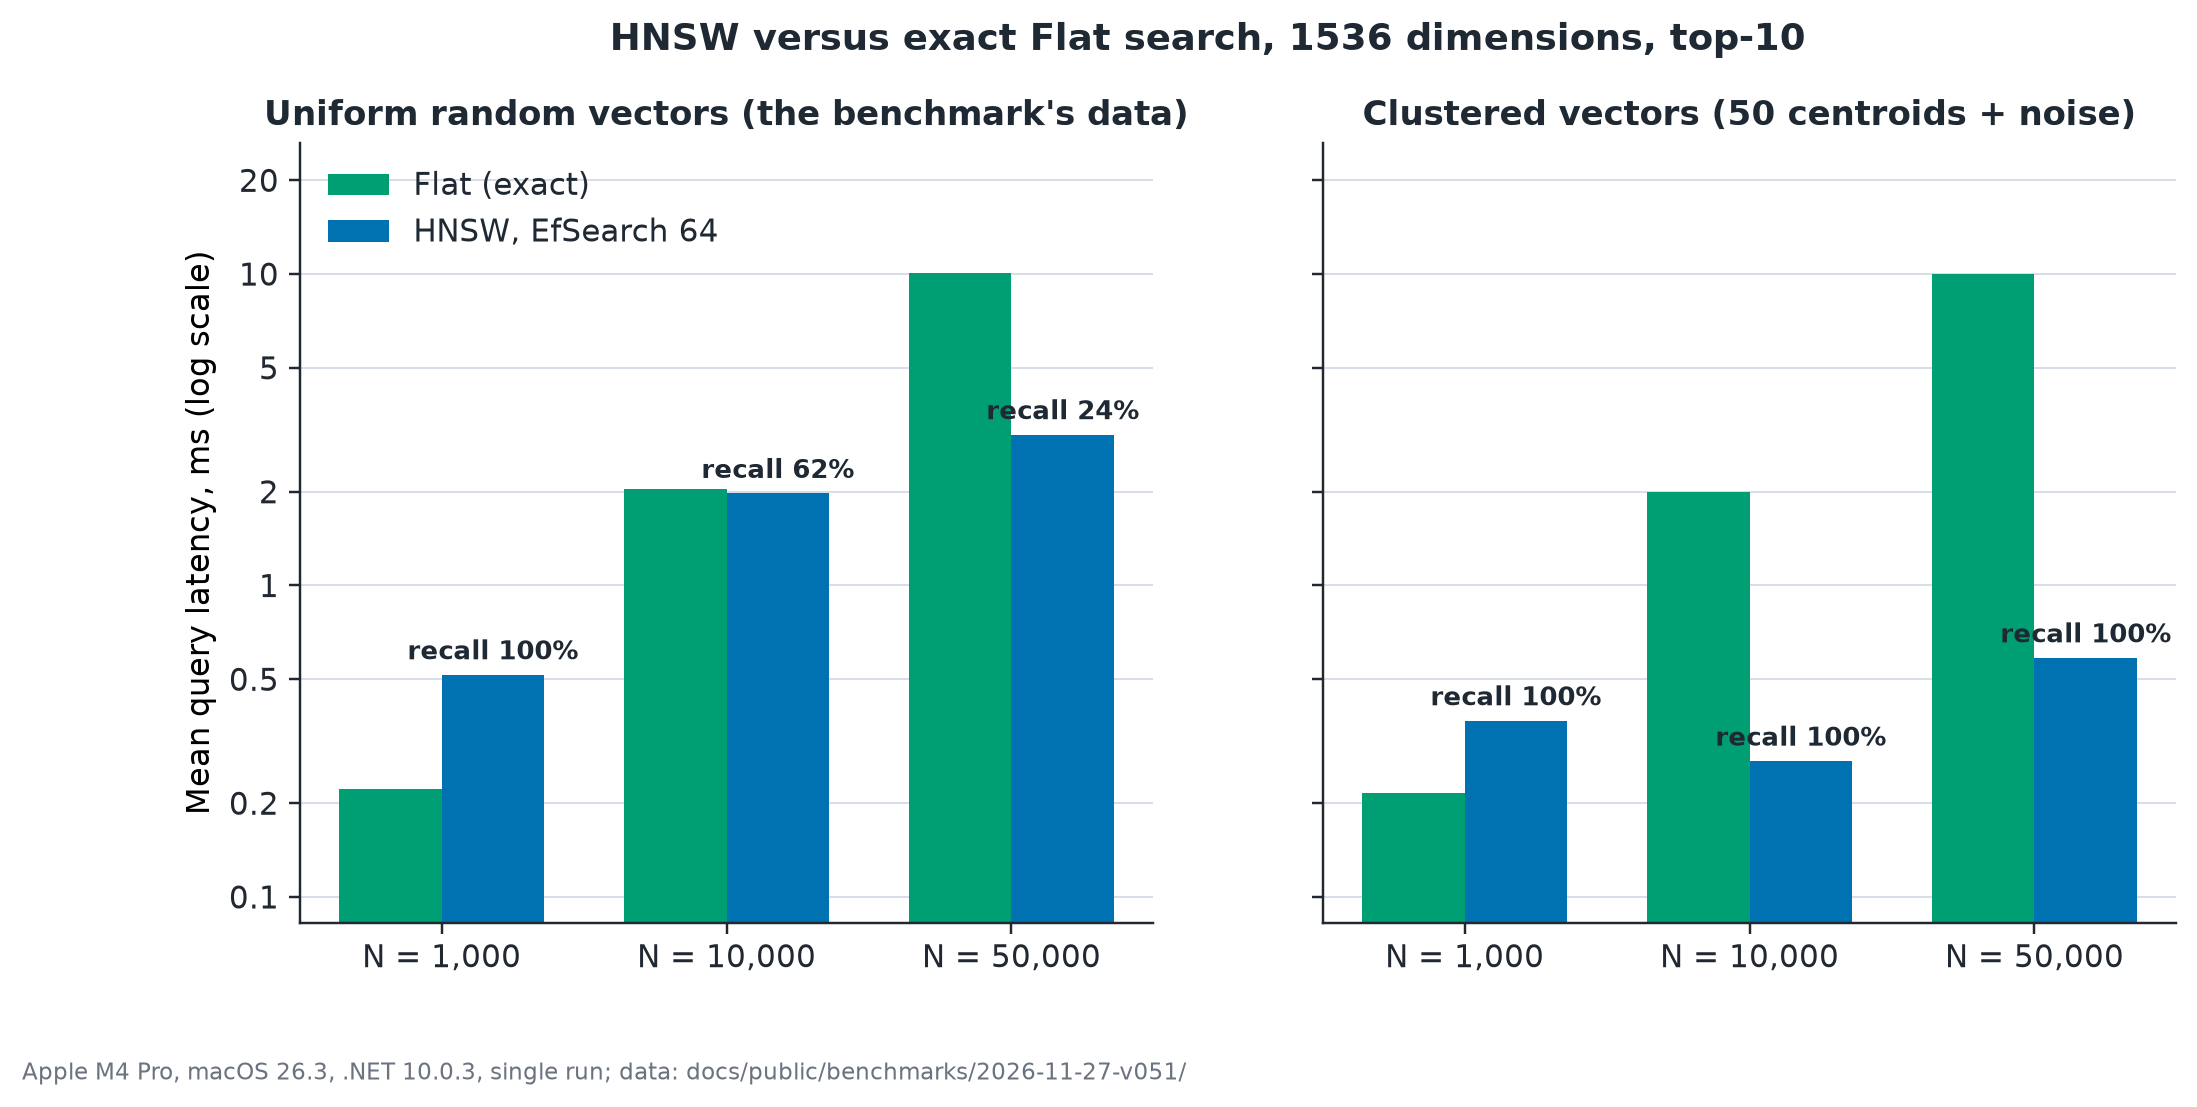 HNSW versus exact Flat search, 1536 dimensions, top-10
Uniform random vectors (the benchmark's data)
Mean query latency, ms (log scale)
20
10
5
2
1
0.5
0.2
0.1
Flat (exact)
HNSW, EfSearch 64
recall 100%
recall 62%
recall 24%
N = 1,000
N = 10,000
N = 50,000
Clustered vectors (50 centroids + noise)
recall 100%
recall 100%
recall 100%
N = 1,000
N = 10,000
N = 50,000
Apple M4 Pro, macOS 26.3, .NET 10.0.3, single run; data: docs/public/benchmarks/2026-11-27-v051/